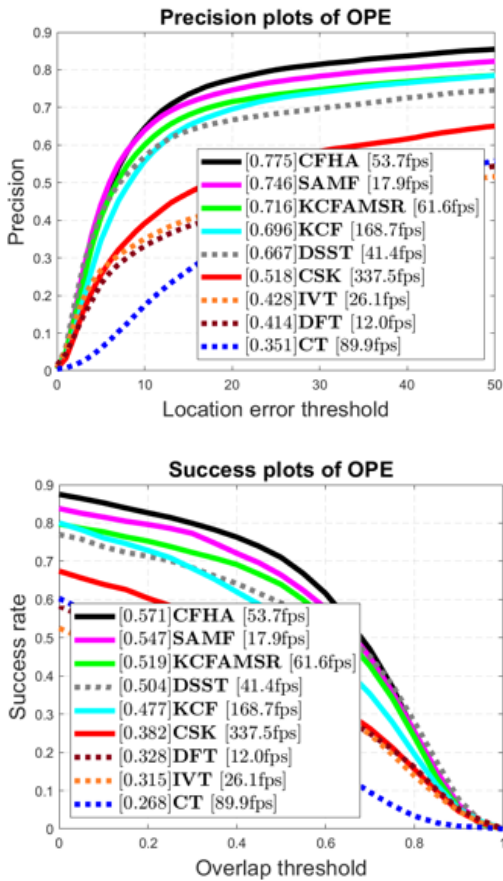 Precision plots of OPE
0.9
0.8
0.7
0.6
0.5
0.4
0.3
0.2
0.1
0
Precision
[0.775]CFHA [53.7fps]
[0.746]SAMF [17.9fps]
[0.716]KCFAMSR [61.6fps]
[0.696]KCF [168.7fps]
[0.667]DSST [41.4fps]
[0.518]CSK [337.5fps]
[0.428]IVT [26.1fps]
[0.414]DFT [12.0fps]
[0.351]CT [89.9fps]
0 10 20 30 40 50
Location error threshold
Success plots of OPE
0.9
0.8
0.7
0.6
0.5
0.4
0.3
0.2
0.1
0
Success rate
[0.571]CFHA [53.7fps]
[0.547]SAMF [17.9fps]
[0.519]KCFAMSR [61.6fps]
[0.504]DSST [41.4fps]
[0.477]KCF [168.7fps]
[0.382]CSK [337.5fps]
[0.328]DFT [12.0fps]
[0.315]IVT [26.1fps]
[0.268]CT [89.9fps]
0 0.2 0.4 0.6 0.8 1
Overlap threshold